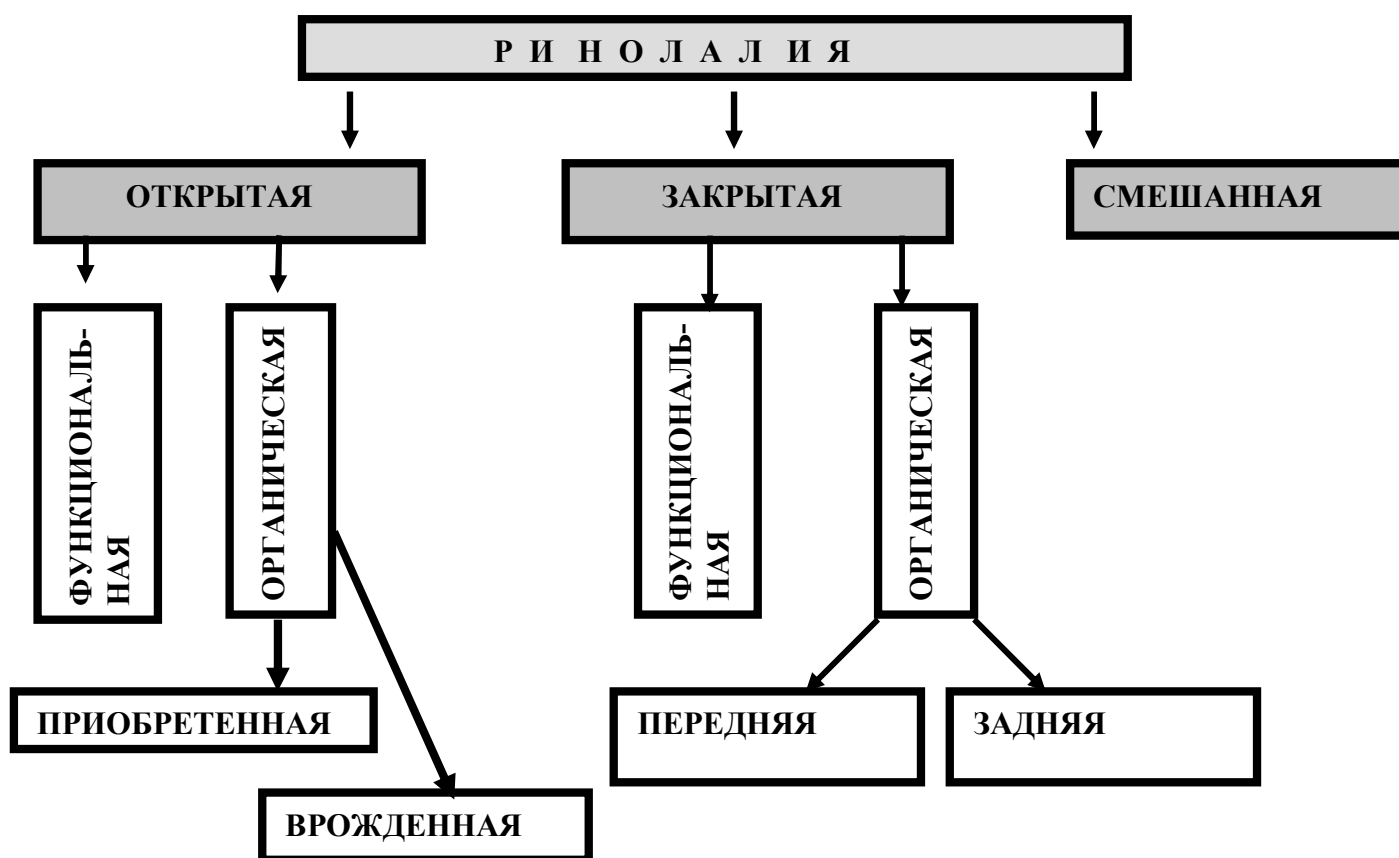 Р И Н О Л А Л И Я
ОТКРЫТАЯ
ЗАКРЫТАЯ
СМЕШАННАЯ
ФУНКЦИОНАЛЬ-
НАЯ
ОРГАНИЧЕСКАЯ
ФУНКЦИОНАЛЬ-
НАЯ
ОРГАНИЧЕСКАЯ
ПРИОБРЕТЕННАЯ
ПЕРЕДНЯЯ
ЗАДНЯЯ
ВРОЖДЕННАЯ